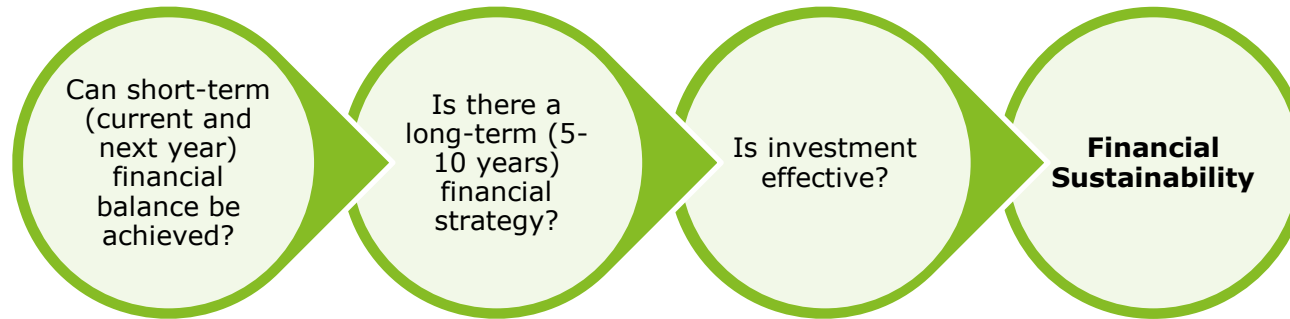 Can short-term
(current and
next year)
financial
balance be
achieved?
Is there a
long-term (5-
10 years)
financial
strategy?
Is investment
effective?
Financial
Sustainability